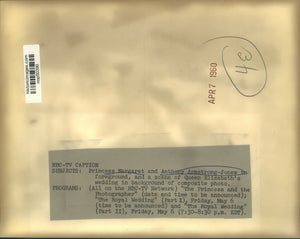 APR 7 1960
43
NBC-TV CAPTION
SUBJECTS: Princess Margaret and Anthony Armstrong-Jones in
foreground, and a scene of Queen Elizabeth's
wedding in background of composite photo.
PROGRAMS: (All on the NBC-TV Network) "The Princess and the
Photographer" (date and time to be announced);
"The Royal Wedding" (Part I), Friday, May 6
(time to be announced) and "The Royal Wedding"
(Part II), Friday, May 6 (7:30-8:30 p.m. EDT).